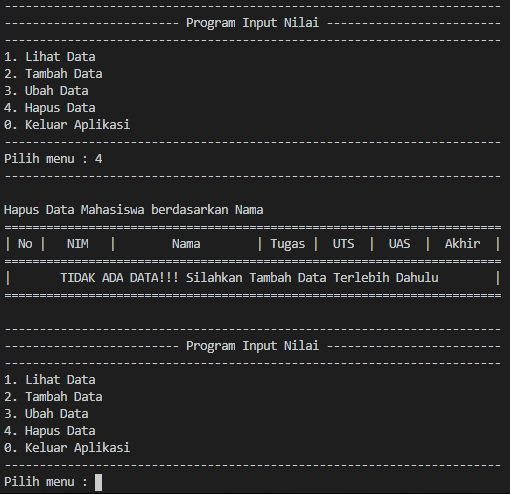 -----------------------------------------------------------------------
------------------------- Program Input Nilai -------------------------
-----------------------------------------------------------------------
1. Lihat Data
2. Tambah Data
3. Ubah Data
4. Hapus Data
0. Keluar Aplikasi
-----------------------------------------------------------------------
Pilih menu : 4
-----------------------------------------------------------------------
Hapus Data Mahasiswa berdasarkan Nama
=======================================================================
| No |   NIM   |        Nama        | Tugas |  UTS  |  UAS  |  Akhir  |
=======================================================================
|       TIDAK ADA DATA!!! Silahkan Tambah Data Terlebih Dahulu        |
=======================================================================
-----------------------------------------------------------------------
------------------------- Program Input Nilai -------------------------
-----------------------------------------------------------------------
1. Lihat Data
2. Tambah Data
3. Ubah Data
4. Hapus Data
0. Keluar Aplikasi
-----------------------------------------------------------------------
Pilih menu :